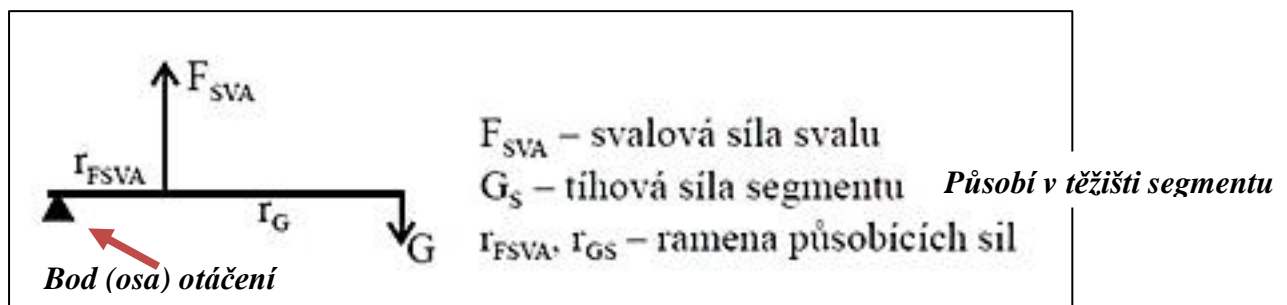 F_SVA
r_FSVA
r_G
G
Bod (osa) otáčení
F_SVA – svalová síla svalu
G_S – tíhová síla segmentu
Působí v těžišti segmentu
r_FSVA, r_GS – ramena působících sil